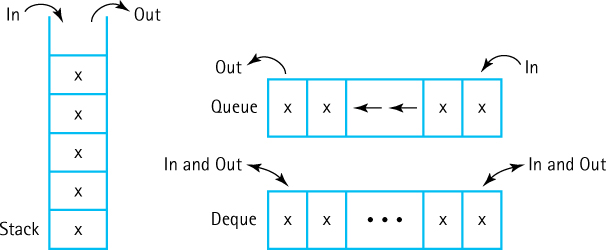 In Out
x
x
x
x
Stack x
Out In
Queue x x x x
In and Out In and Out
Deque x x • • • x x